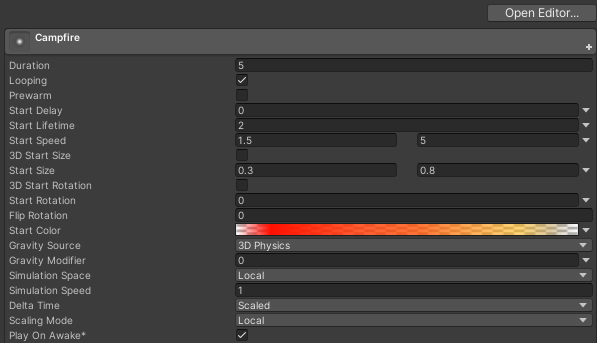 Open Editor...
Campfire
Duration 5
Looping
Prewarm
Start Delay 0
Start Lifetime 2
Start Speed 1.5 5
3D Start Size
Start Size 0.3 0.8
3D Start Rotation
Start Rotation 0
Flip Rotation 0
Start Color
Gravity Source 3D Physics
Gravity Modifier 0
Simulation Space Local
Simulation Speed 1
Delta Time Scaled
Scaling Mode Local
Play On Awake*